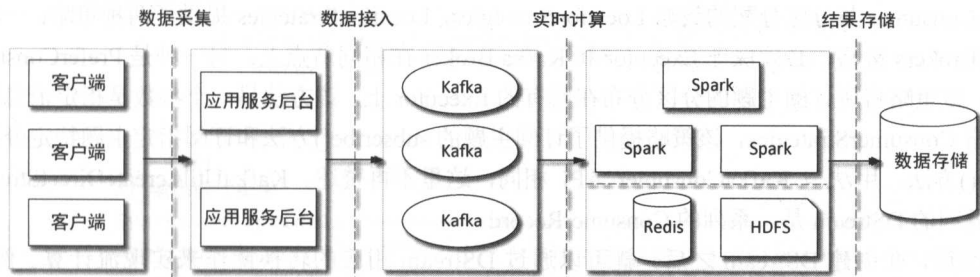 数据采集
数据接入
实时计算
结果存储
客户端
客户端
客户端
应用服务后台
应用服务后台
Kafka
Kafka
Kafka
Spark
Spark
Spark
Redis
HDFS
数据存储